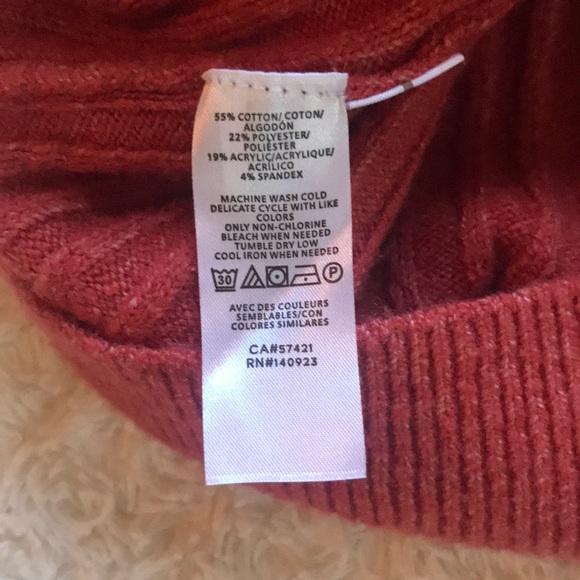 55% COTTON/ COTON/
ALGODÓN
22% POLYESTER/
POLIÉSTER
19% ACRYLIC/ACRYLIQUE/
ACRÍLICO
4% SPANDEX
MACHINE WASH COLD
DELICATE CYCLE WITH LIKE
COLORS
ONLY NON-CHLORINE
BLEACH WHEN NEEDED
TUMBLE DRY LOW
COOL IRON WHEN NEEDED
30 P
AVEC DES COULEURS
SEMBLABLES/CON
COLORES SIMILARES
CA#57421
RN#140923